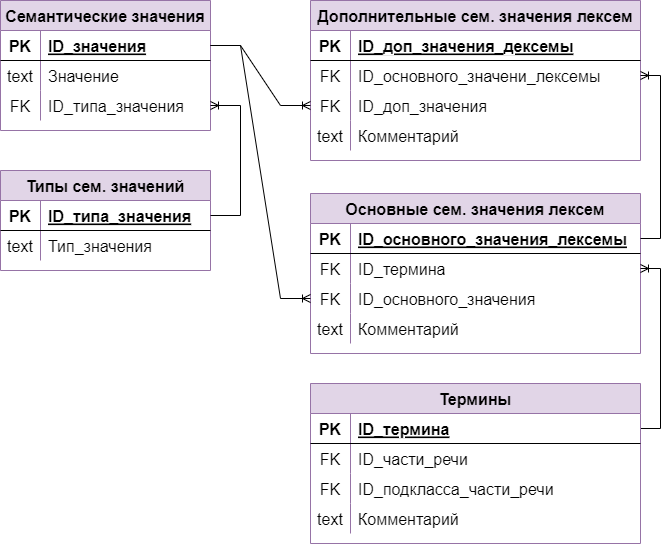 Семантические значения
PK ID_значения
text Значение
FK ID_типа_значения
Типы сем. значений
PK ID_типа_значения
text Тип_значения
Дополнительные сем. значения лексем
PK ID_доп_значения_дексемы
FK ID_основного_значени_лексемы
FK ID_доп_значения
text Комментарий
Основные сем. значения лексем
PK ID_основного_значения_лексемы
FK ID_термина
FK ID_основного_значения
text Комментарий
Термины
PK ID_термина
FK ID_части_речи
FK ID_подкласса_части_речи
text Комментарий